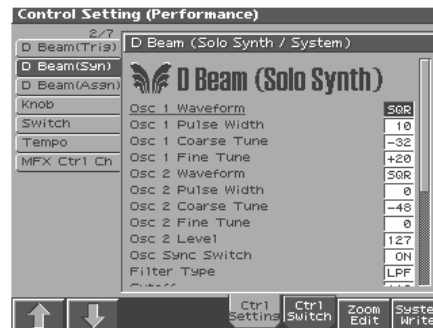 Control Setting (Performance)
2/7
D Beam(Trig)
D Beam(Syn)
D Beam(Assn)
Knob
Switch
Tempo
MFX Ctrl Ch
D Beam (Solo Synth / System)
D Beam (Solo Synth)
Osc 1 Waveform SQR
Osc 1 Pulse Width 10
Osc 1 Coarse Tune -32
Osc 1 Fine Tune +20
Osc 2 Waveform SQR
Osc 2 Pulse Width 0
Osc 2 Coarse Tune -48
Osc 2 Fine Tune 0
Osc 2 Level 127
Osc Sync Switch ON
Filter Type LPF
Ctrl Setting
Ctrl Switch
Zoom Edit
Syste Write